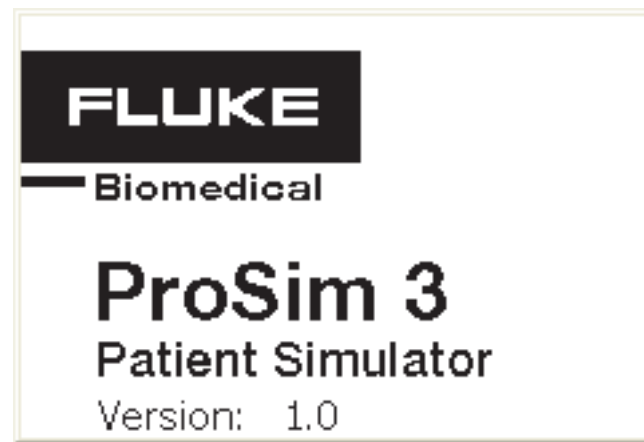 FLUKE
Biomedical
ProSim 3
Patient Simulator
Version: 1.0